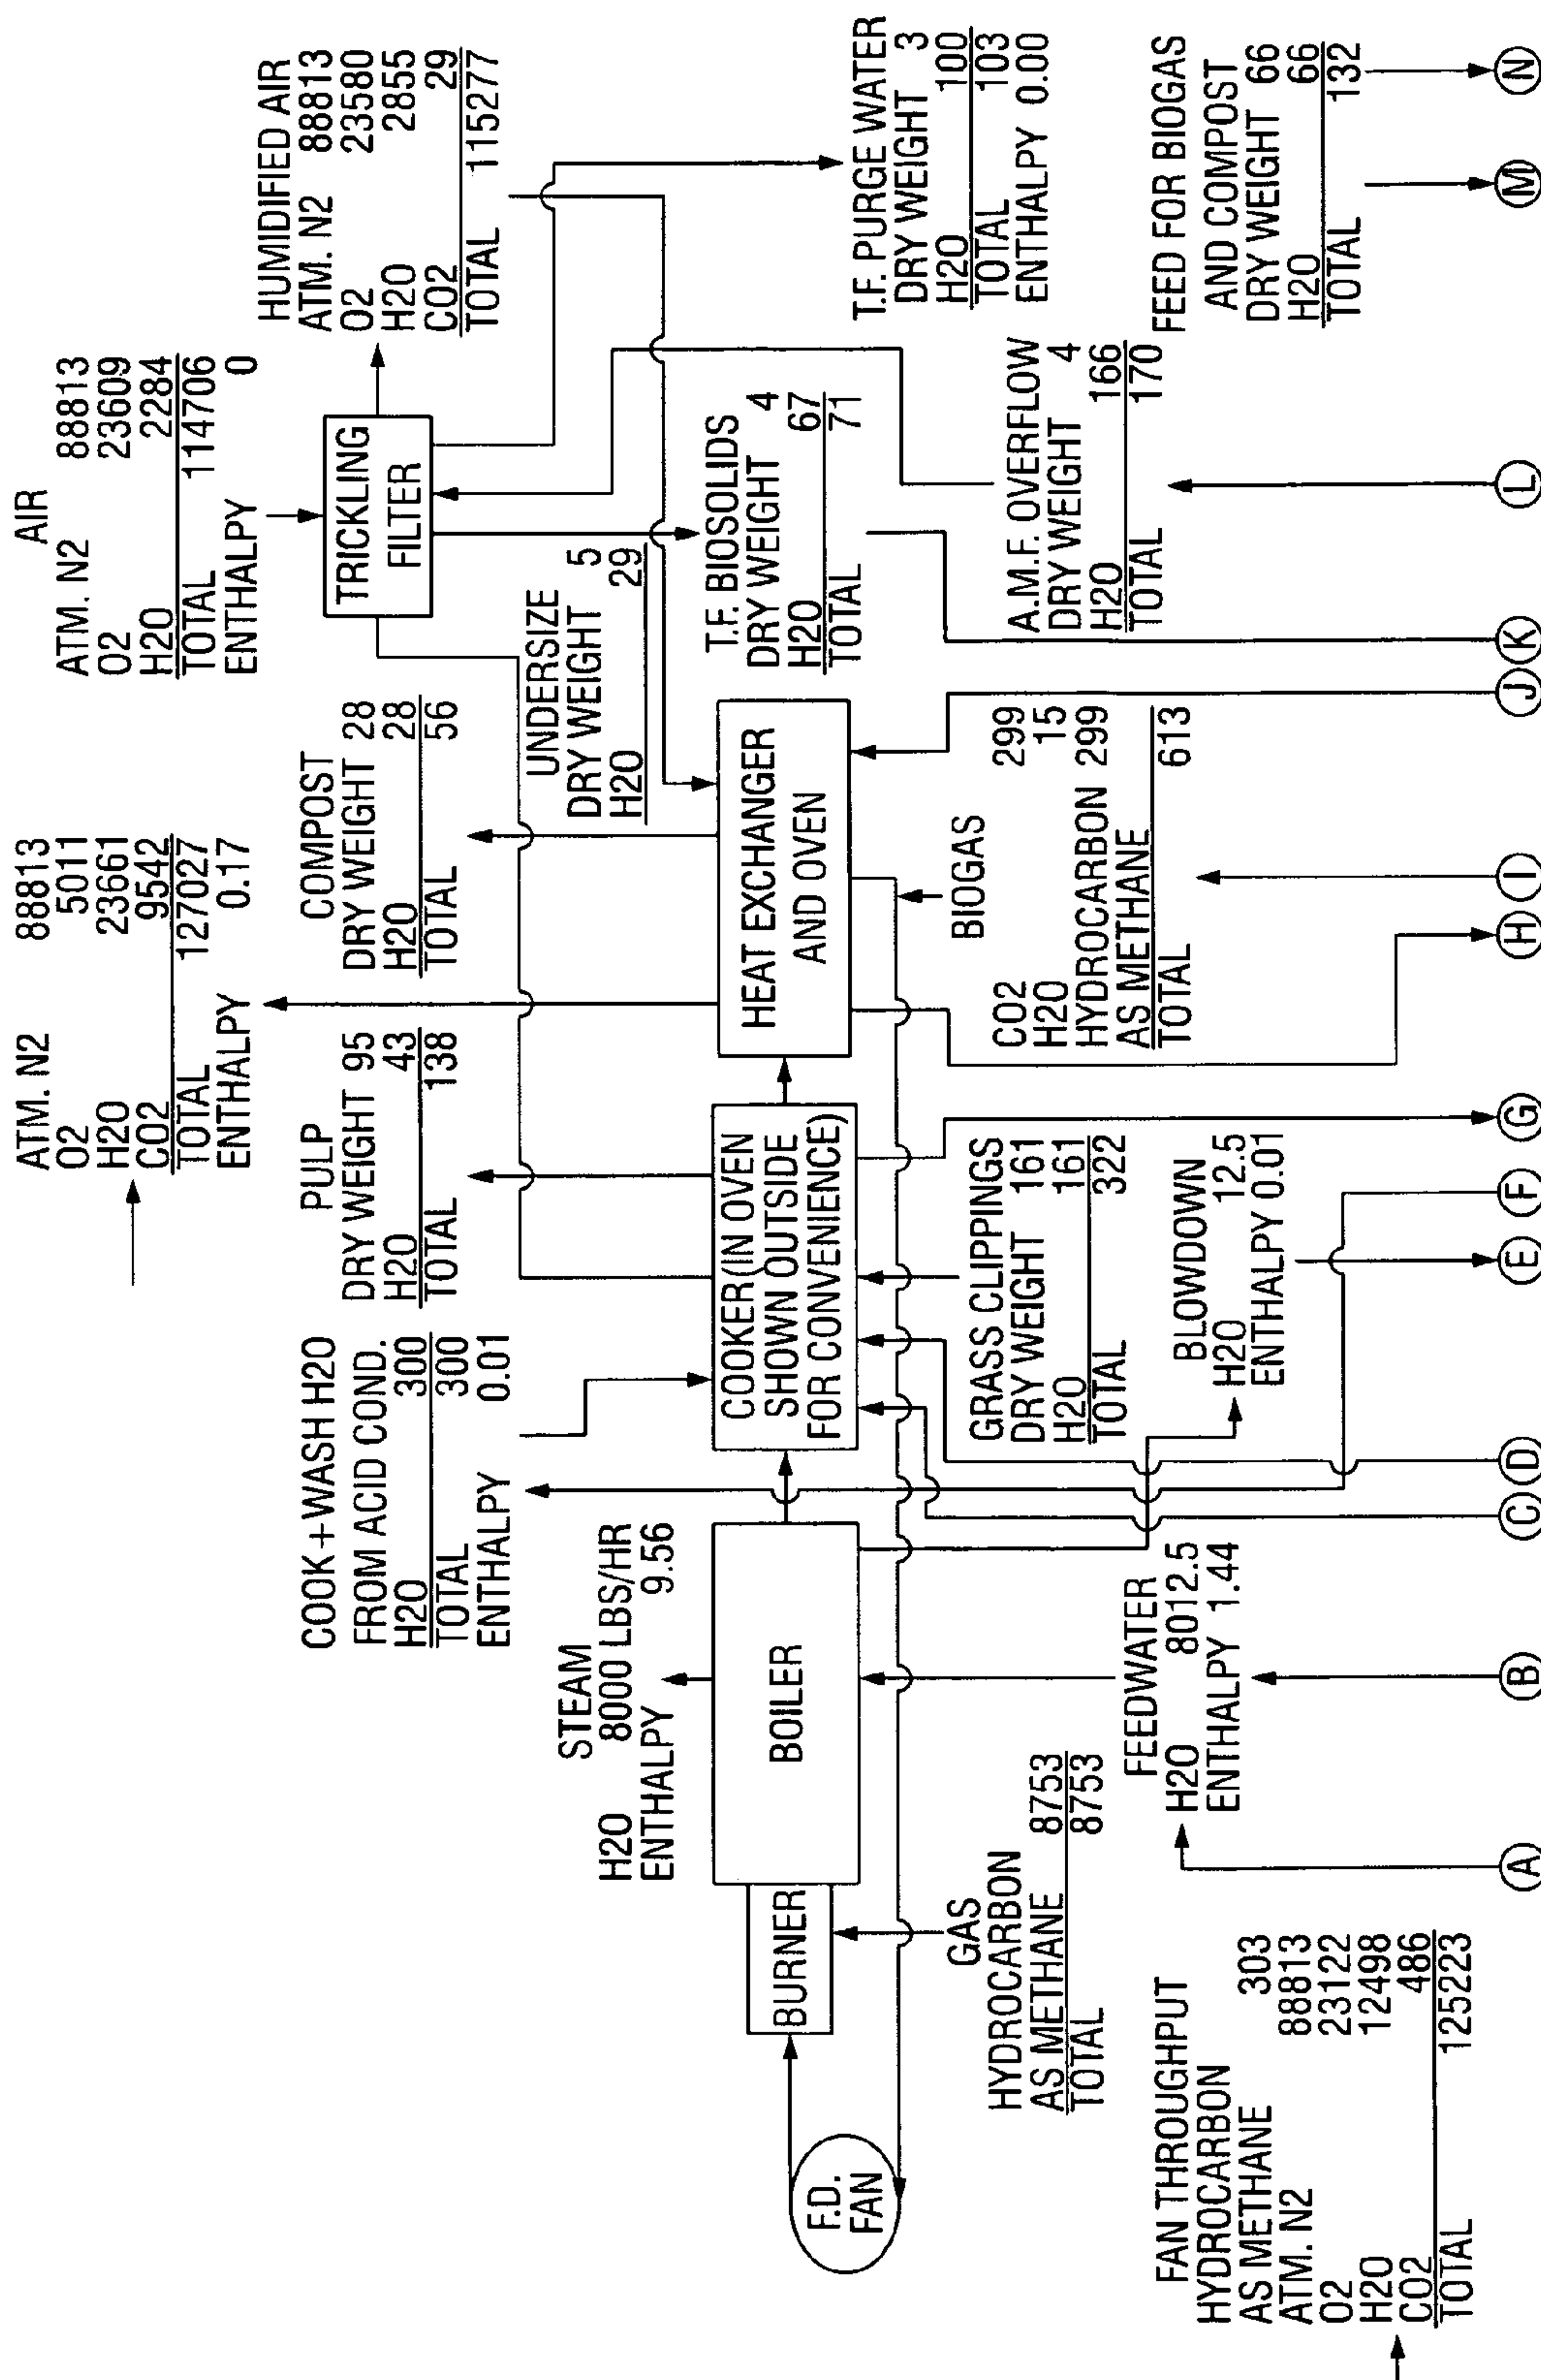 ATM. N2 88813
O2 5011
H2O 23661
CO2 9542
TOTAL 127027
ENTHALPY 0.17
AIR
ATM. N2 88813
O2 23609
H2O 2284
TOTAL 114706
ENTHALPY 0
HUMIDIFIED AIR
ATM. N2 88813
O2 23580
H2O 2855
CO2 29
TOTAL 115277
COOK+WASH H2O
FROM ACID COND.
H2O 300
TOTAL 300
ENTHALPY 0.01
PULP
DRY WEIGHT 95
H2O 43
TOTAL 138
COMPOST
DRY WEIGHT 28
H2O 28
TOTAL 56
TRICKLING
FILTER
UNDERSIZE
DRY WEIGHT 5
H2O 29
STEAM
H2O 8000 LBS/HR
ENTHALPY 9.56
T.F. BIOSOLIDS
DRY WEIGHT 4
H2O 67
TOTAL 71
T.F. PURGE WATER
DRY WEIGHT 3
H2O 100
TOTAL 103
ENTHALPY 0.00
F.D.
FAN
BURNER
BOILER
COOKER (IN OVEN
SHOWN OUTSIDE
FOR CONVENIENCE)
HEAT EXCHANGER
AND OVEN
GAS
HYDROCARBON
AS METHANE 8753
TOTAL 8753
GRASS CLIPPINGS
DRY WEIGHT 161
H2O 161
TOTAL 322
BIOGAS
CO2 299
H2O 15
HYDROCARBON 299
AS METHANE
TOTAL 613
A.M.F. OVERFLOW
DRY WEIGHT 4
H2O 166
TOTAL 170
FEED FOR BIOGAS
AND COMPOST
DRY WEIGHT 66
H2O 66
TOTAL 132
FAN THROUGHPUT
HYDROCARBON
AS METHANE 303
ATM. N2 88813
O2 23122
H2O 12498
CO2 486
TOTAL 125223
FEEDWATER
H2O 8012.5
ENTHALPY 1.44
BLOWDOWN
H2O 12.5
ENTHALPY 0.01
A B C D E F G H I J K L M N